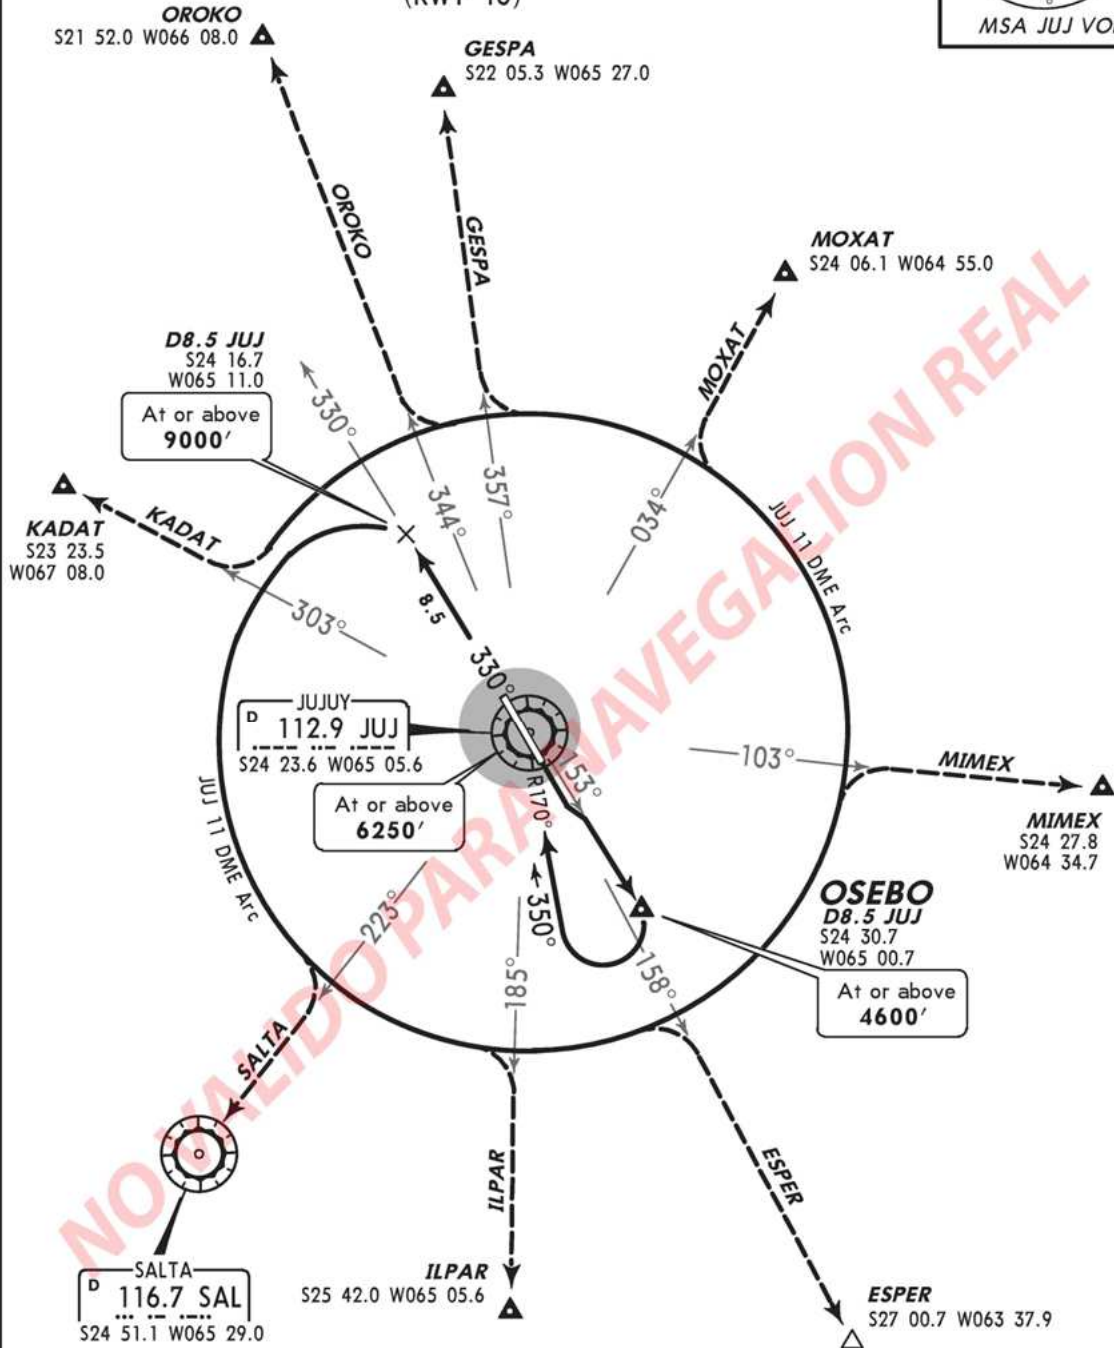 (RWY 16)
MSA JUJ VOR
OROKO
S21 52.0 W066 08.0
GESPA
S22 05.3 W065 27.0
OROKO
GESPA
MOXAT
S24 06.1 W064 55.0
MOXAT
D8.5 JUJ
S24 16.7
W065 11.0
At or above
9000'
330°
344°
357°
034°
JUJ 11 DME Arc
KADAT
S23 23.5
W067 08.0
KADAT
303°
8.5
330°
JUJUY
D 112.9 JUJ
S24 23.6 W065 05.6
At or above
6250'
153°
R170°
103°
MIMEX
MIMEX
S24 27.8
W064 34.7
JUJ 11 DME Arc
OSEBO
D8.5 JUJ
S24 30.7
W065 00.7
At or above
4600'
350°
223°
185°
158°
SALTA
ILPAR
ESPER
SALTA
D 116.7 SAL
S24 51.1 W065 29.0
ILPAR
S25 42.0 W065 05.6
ESPER
S27 00.7 W063 37.9
NO VALIDO PARA NAVEGACION REAL